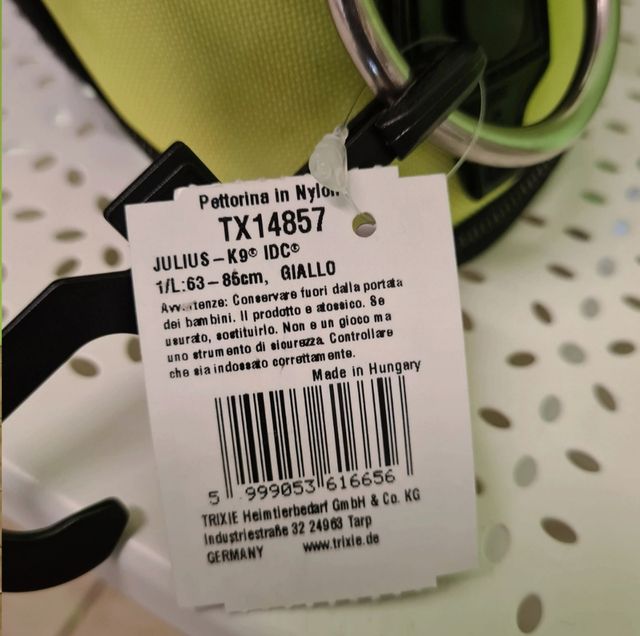 Pettorina in Nylon
TX14857
JULIUS-K9® IDC®
1/L:63-86cm, GIALLO
Avvertenze: Conservare fuori dalla portata
dei bambini. Il prodotto e atossico. Se
usurato, sostituirlo. Non e un gioco ma
uno strumento di sicurezza. Controllare
che sia indossato correttamente.
Made in Hungary
5 999053 616656
TRIXIE Heimtierbedarf GmbH & Co. KG
Industriestraße 32 24963 Tarp
GERMANY www.trixie.de